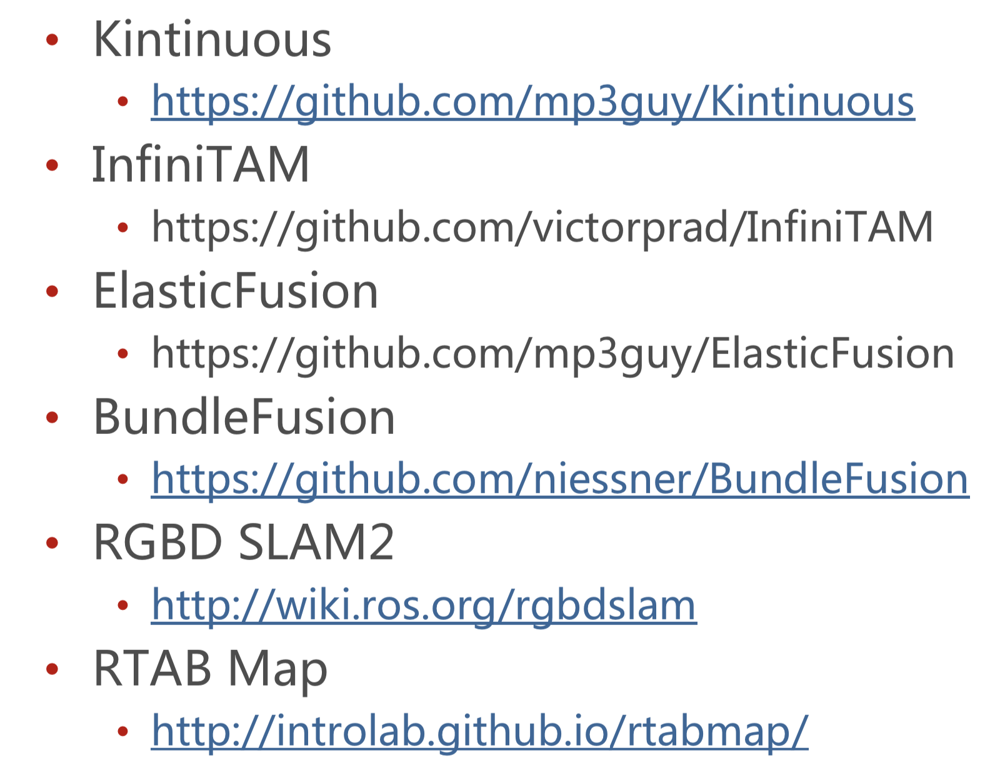 • Kintinuous
• https://github.com/mp3guy/Kintinuous
• InfiniTAM
• https://github.com/victorprad/InfiniTAM
• ElasticFusion
• https://github.com/mp3guy/ElasticFusion
• BundleFusion
• https://github.com/niessner/BundleFusion
• RGBD SLAM2
• http://wiki.ros.org/rgbdslam
• RTAB Map
• http://introlab.github.io/rtabmap/